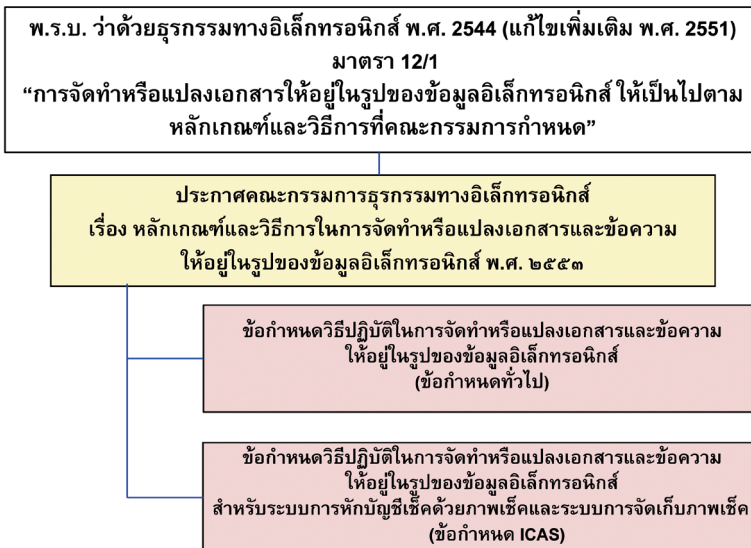 พ.ร.บ. ว่าด้วยธุรกรรมทางอิเล็กทรอนิกส์ พ.ศ. 2544 (แก้ไขเพิ่มเติม พ.ศ. 2551)
มาตรา 12/1
“การจัดทำหรือแปลงเอกสารให้อยู่ในรูปของข้อมูลอิเล็กทรอนิกส์ ให้เป็นไปตาม
หลักเกณฑ์และวิธีการที่คณะกรรมการกำหนด”
ประกาศคณะกรรมการธุรกรรมทางอิเล็กทรอนิกส์
เรื่อง หลักเกณฑ์และวิธีการในการจัดทำหรือแปลงเอกสารและข้อความ
ให้อยู่ในรูปของข้อมูลอิเล็กทรอนิกส์ พ.ศ. ๒๕๕๓
ข้อกำหนดวิธีปฏิบัติในการจัดทำหรือแปลงเอกสารและข้อความ
ให้อยู่ในรูปของข้อมูลอิเล็กทรอนิกส์
(ข้อกำหนดทั่วไป)
ข้อกำหนดวิธีปฏิบัติในการจัดทำหรือแปลงเอกสารและข้อความ
ให้อยู่ในรูปของข้อมูลอิเล็กทรอนิกส์
สำหรับระบบการหักบัญชีเช็คด้วยภาพเช็คและระบบการจัดเก็บภาพเช็ค
(ข้อกำหนด ICAS)